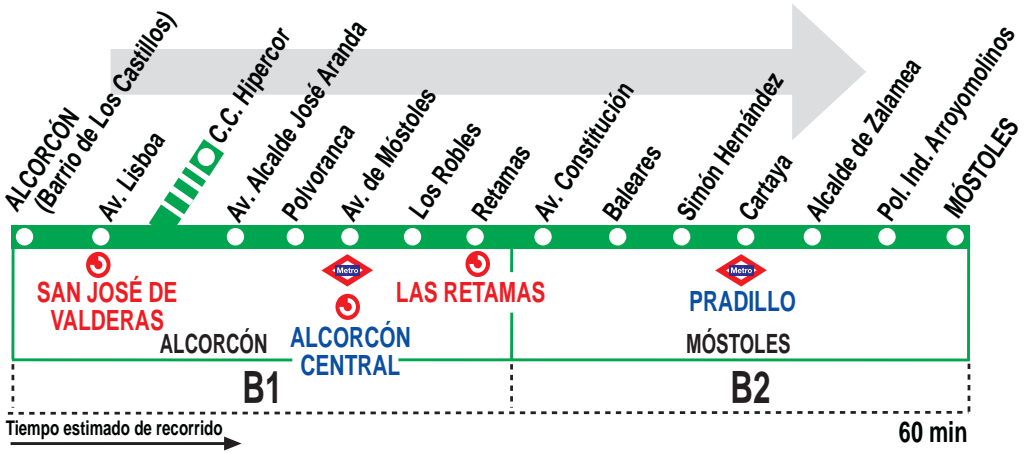 ALCORCÓN
(Barrio de Los Castillos)
Av. Lisboa
C.C. Hipercor
Av. Alcalde José Aranda
Polvoranca
Av. de Móstoles
Los Robles
Retamas
Av. Constitución
Baleares
Simón Hernández
Cartaya
Alcalde de Zalamea
Pol. Ind. Arroyomolinos
MÓSTOLES
Metro
Metro
SAN JOSÉ DE
VALDERAS
LAS RETAMAS
PRADILLO
ALCORCÓN
CENTRAL
ALCORCÓN
MÓSTOLES
B1
B2
Tiempo estimado de recorrido
60 min